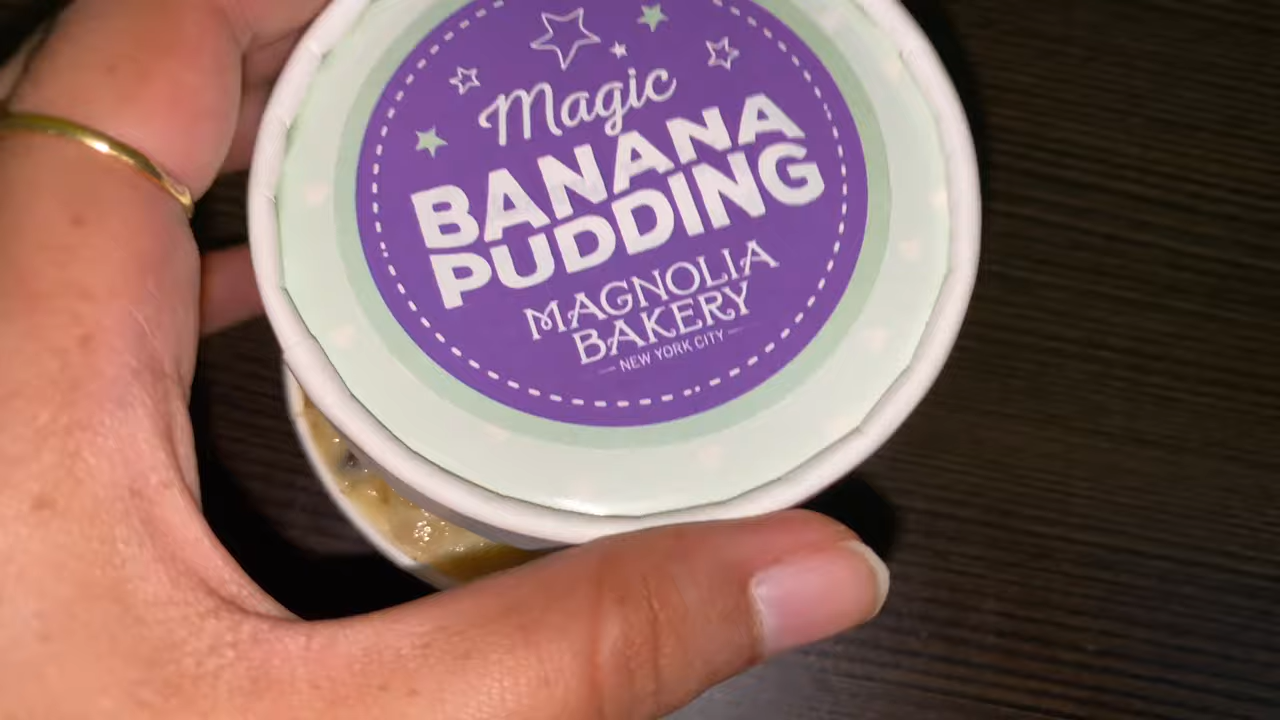 Magic
BANANA
PUDDING
MAGNOLIA
BAKERY
NEW YORK CITY